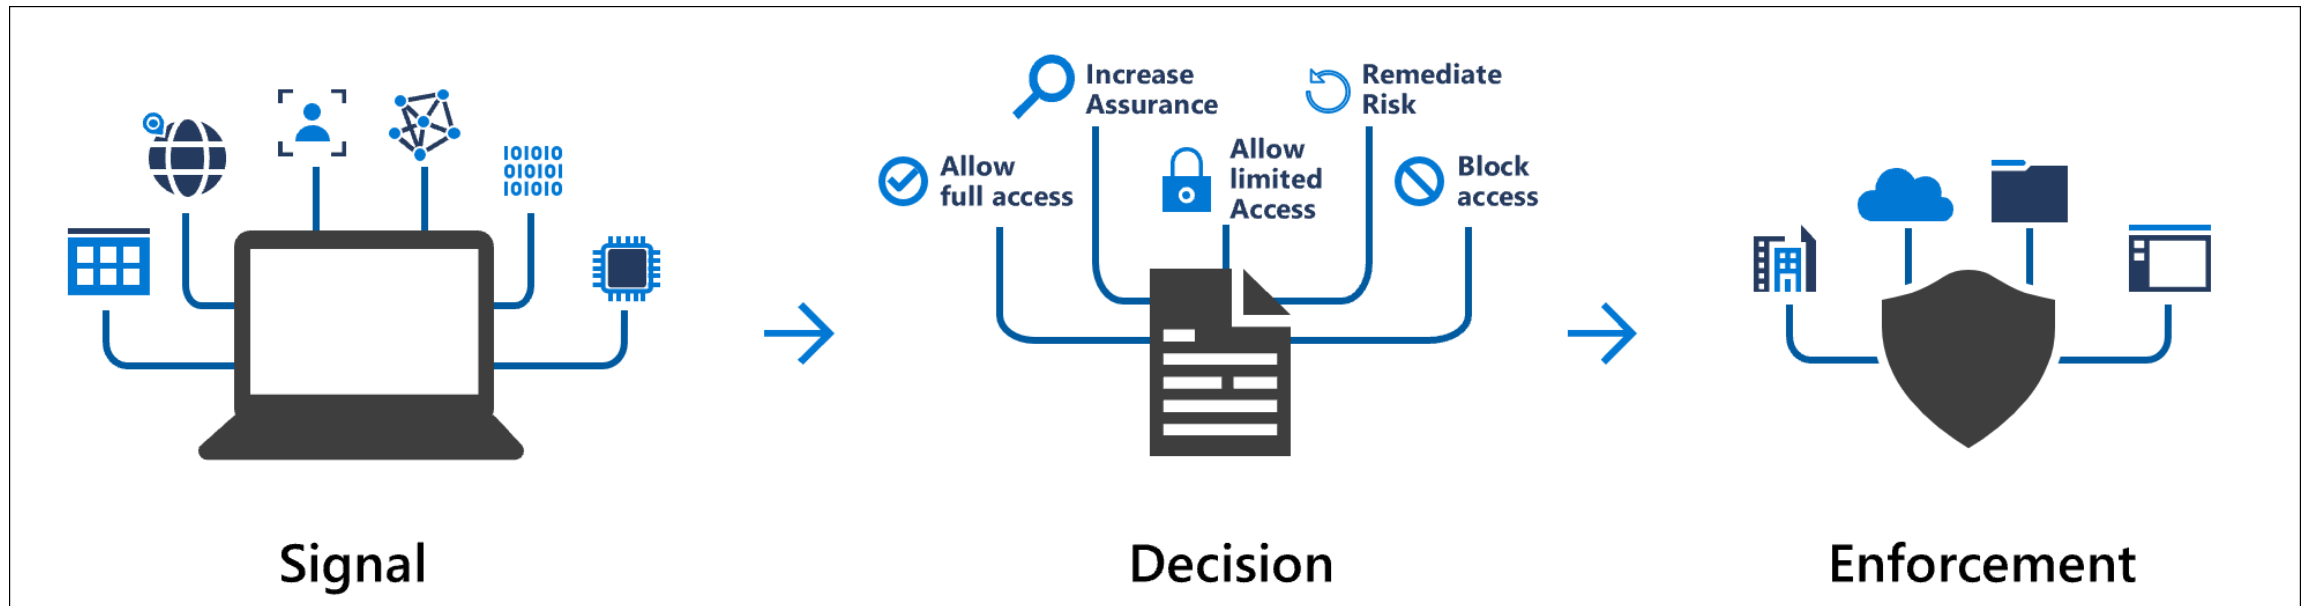 Increase
Assurance
Remediate
Risk
Allow
full access
Allow
limited
Access
Block
access
101010
010101
101010
Signal
Decision
Enforcement